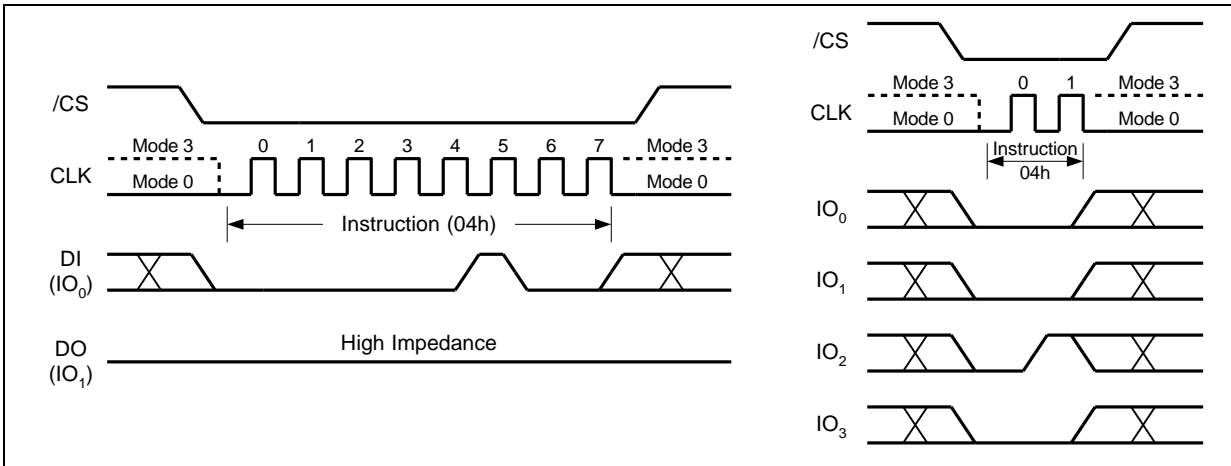 /CS
Mode 3
0 1 2 3 4 5 6 7
Mode 3
CLK
Mode 0
Mode 0
Instruction (04h)
DI
(IO0)
High Impedance
DO
(IO1)
/CS
Mode 3
0 1
Mode 3
CLK
Mode 0
Mode 0
Instruction
04h
IO0
IO1
IO2
IO3